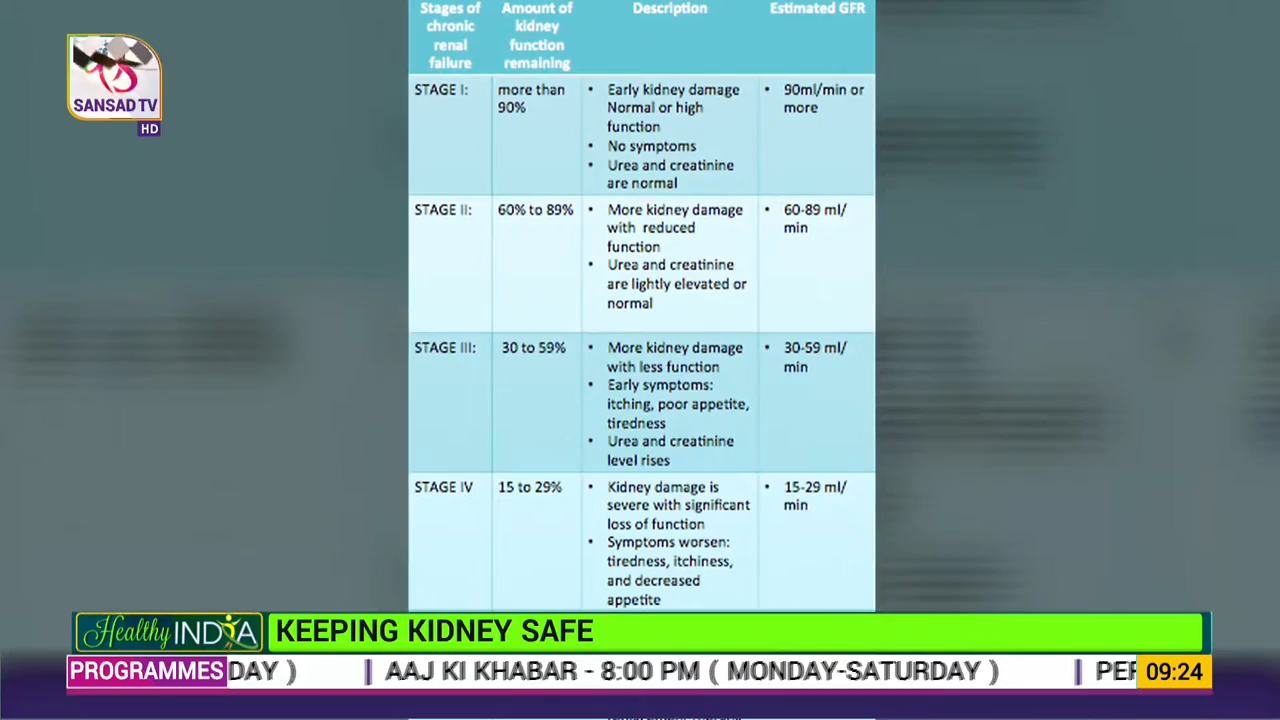 Stages of chronic renal failure
Amount of kidney function remaining
Description
Estimated GFR
STAGE I:
more than 90%
• Early kidney damage Normal or high function
• No symptoms
• Urea and creatinine are normal
• 90ml/min or more
STAGE II:
60% to 89%
• More kidney damage with reduced function
• Urea and creatinine are lightly elevated or normal
• 60-89 ml/ min
STAGE III:
30 to 59%
• More kidney damage with less function
• Early symptoms: itching, poor appetite, tiredness
• Urea and creatinine level rises
• 30-59 ml/ min
STAGE IV
15 to 29%
• Kidney damage is severe with significant loss of function
• Symptoms worsen: tiredness, itchiness, and decreased appetite
• 15-29 ml/ min
SANSAD TV
HD
Healthy INDIA
KEEPING KIDNEY SAFE
PROGRAMMES
DAY ) | AAJ KI KHABAR - 8:00 PM ( MONDAY-SATURDAY ) | PER
09:24